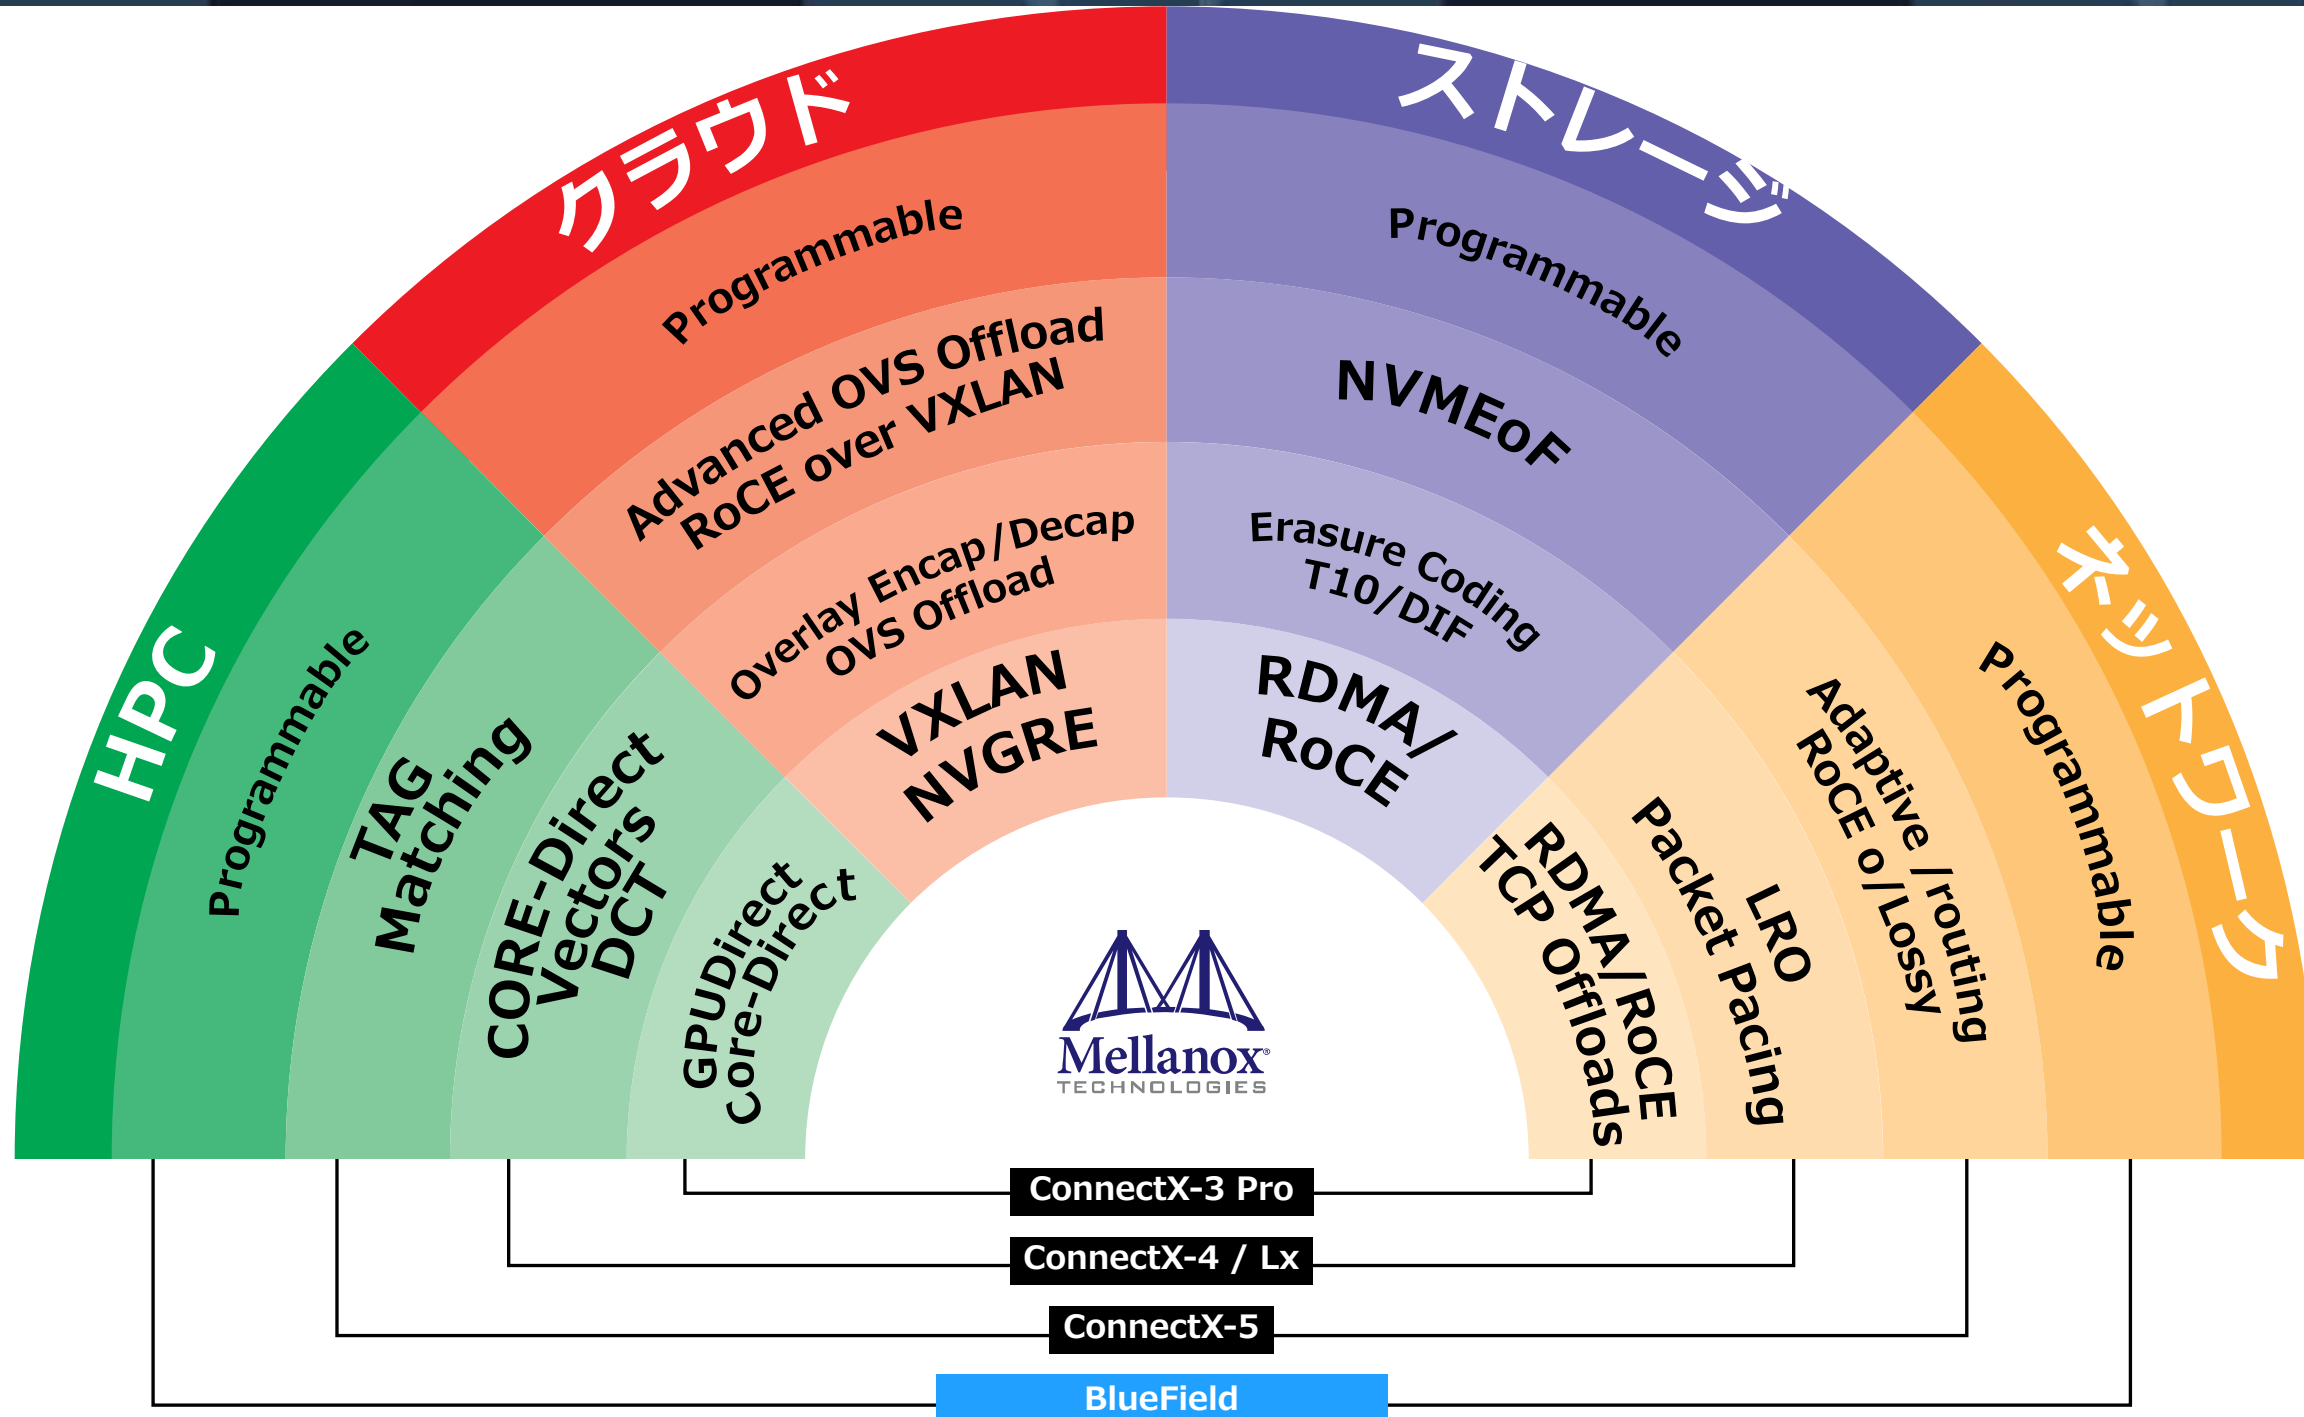 HPC
Programmable
TAG
Matching
CORE-Direct
Vectors
DCT
GPUDirect
Core-Direct
クラウド
Programmable
Advanced OVS Offload
RoCE over VXLAN
Overlay Encap/Decap
OVS Offload
VXLAN
NVGRE
ストレージ
Programmable
NVMEoF
Erasure Coding
T10/DIF
RDMA/
RoCE
ネットワーク
Programmable
Adaptive /routing
RoCE o/Lossy
LRO
Packet Pacing
RDMA/RoCE
TCP Offloads
Mellanox®
TECHNOLOGIES
ConnectX-3 Pro
ConnectX-4 / Lx
ConnectX-5
BlueField